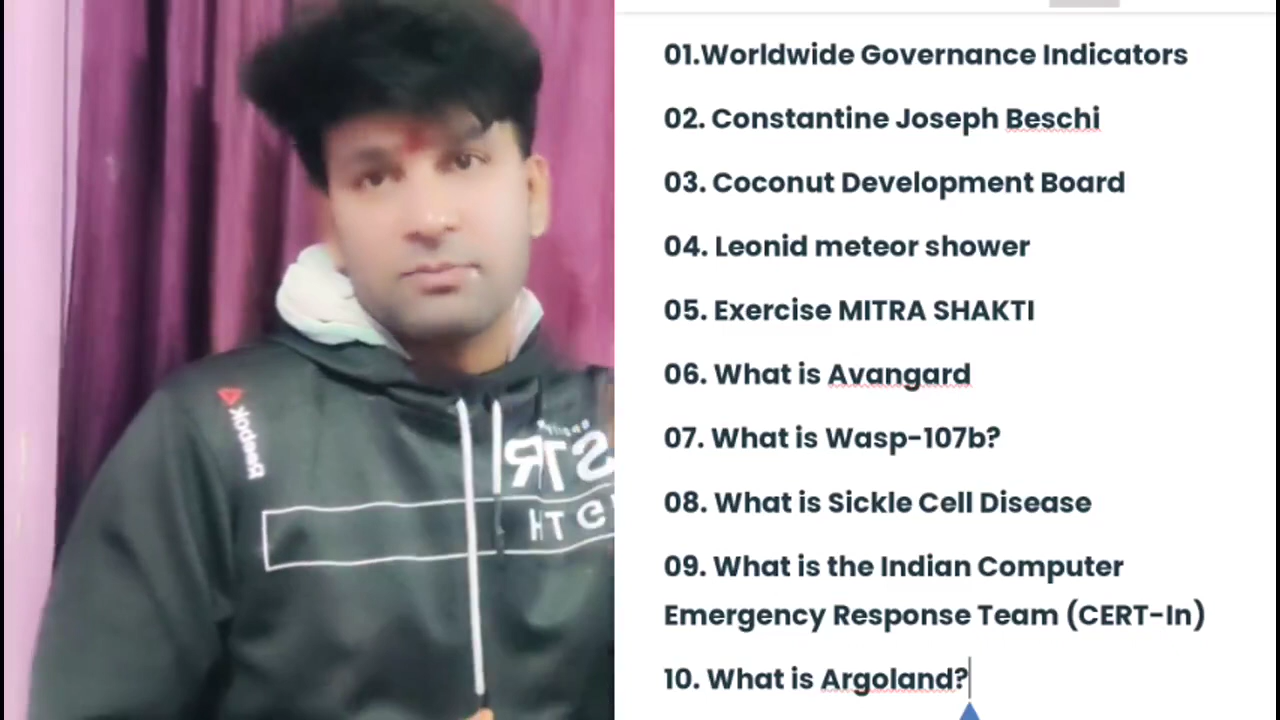 Reebok
01.Worldwide Governance Indicators
02. Constantine Joseph Beschi
03. Coconut Development Board
04. Leonid meteor shower
05. Exercise MITRA SHAKTI
06. What is Avangard
07. What is Wasp-107b?
08. What is Sickle Cell Disease
09. What is the Indian Computer
Emergency Response Team (CERT-In)
10. What is Argoland?